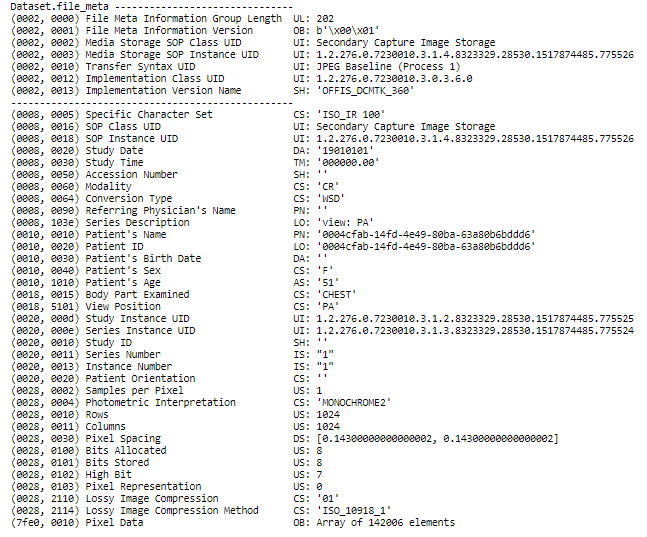 Dataset.file_meta -------------------------------
(0002, 0000) File Meta Information Group Length  UL: 202
(0002, 0001) File Meta Information Version       OB: b'\x00\x01'
(0002, 0002) Media Storage SOP Class UID         UI: Secondary Capture Image Storage
(0002, 0003) Media Storage SOP Instance UID      UI: 1.2.276.0.7230010.3.1.4.8323329.28530.1517874485.775526
(0002, 0010) Transfer Syntax UID                 UI: JPEG Baseline (Process 1)
(0002, 0012) Implementation Class UID            UI: 1.2.276.0.7230010.3.0.3.6.0
(0002, 0013) Implementation Version Name         SH: 'OFFIS_DCMTK_360'
-------------------------------------------------
(0008, 0005) Specific Character Set              CS: 'ISO_IR 100'
(0008, 0016) SOP Class UID                       UI: Secondary Capture Image Storage
(0008, 0018) SOP Instance UID                    UI: 1.2.276.0.7230010.3.1.4.8323329.28530.1517874485.775526
(0008, 0020) Study Date                          DA: '19010101'
(0008, 0030) Study Time                          TM: '000000.00'
(0008, 0050) Accession Number                    SH: ''
(0008, 0060) Modality                            CS: 'CR'
(0008, 0064) Conversion Type                     CS: 'WSD'
(0008, 0090) Referring Physician's Name          PN: ''
(0008, 103e) Series Description                  LO: 'view: PA'
(0010, 0010) Patient's Name                      PN: '0004cfab-14fd-4e49-80ba-63a80b6bddd6'
(0010, 0020) Patient ID                          LO: '0004cfab-14fd-4e49-80ba-63a80b6bddd6'
(0010, 0030) Patient's Birth Date                DA: ''
(0010, 0040) Patient's Sex                       CS: 'F'
(0010, 1010) Patient's Age                       AS: '51'
(0018, 0015) Body Part Examined                  CS: 'CHEST'
(0018, 5101) View Position                       CS: 'PA'
(0020, 000d) Study Instance UID                  UI: 1.2.276.0.7230010.3.1.2.8323329.28530.1517874485.775525
(0020, 000e) Series Instance UID                 UI: 1.2.276.0.7230010.3.1.3.8323329.28530.1517874485.775524
(0020, 0010) Study ID                            SH: ''
(0020, 0011) Series Number                       IS: "1"
(0020, 0013) Instance Number                     IS: "1"
(0020, 0020) Patient Orientation                 CS: ''
(0028, 0002) Samples per Pixel                   US: 1
(0028, 0004) Photometric Interpretation          CS: 'MONOCHROME2'
(0028, 0010) Rows                                US: 1024
(0028, 0011) Columns                             US: 1024
(0028, 0030) Pixel Spacing                       DS: [0.14300000000000002, 0.14300000000000002]
(0028, 0100) Bits Allocated                      US: 8
(0028, 0101) Bits Stored                         US: 8
(0028, 0102) High Bit                            US: 7
(0028, 0103) Pixel Representation                US: 0
(0028, 2110) Lossy Image Compression             CS: '01'
(0028, 2114) Lossy Image Compression Method      CS: 'ISO_10918_1'
(7fe0, 0010) Pixel Data                          OB: Array of 142006 elements